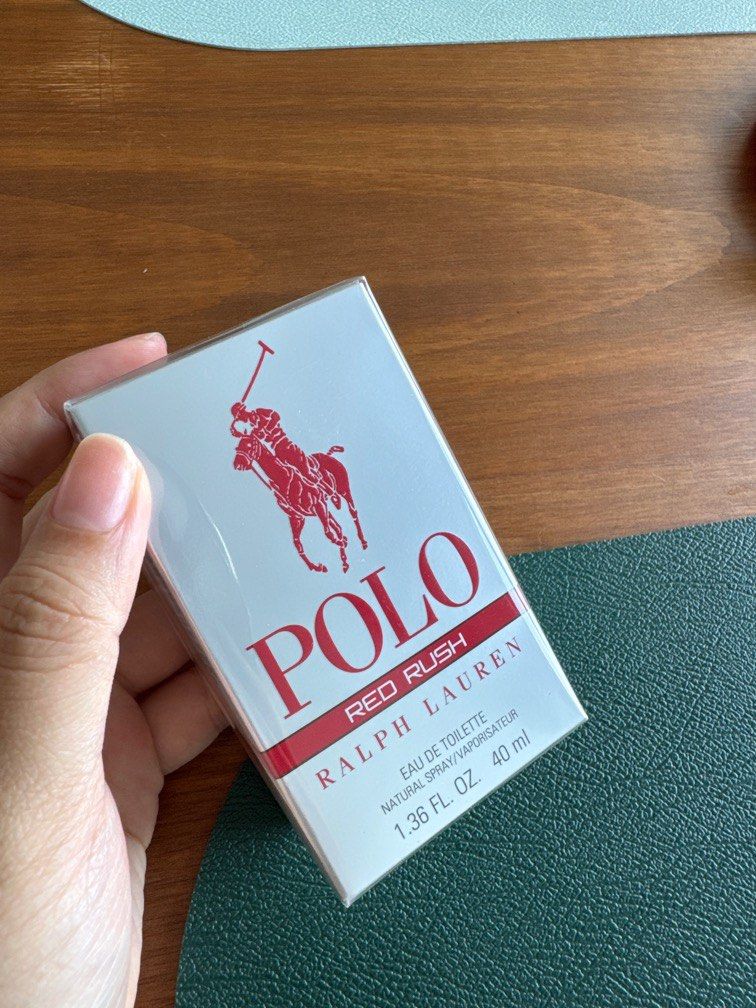 POLO
RED RUSH
RALPH LAUREN
EAU DE TOILETTE
NATURAL SPRAY/VAPORISATEUR
1.36 FL. OZ. 40 ml